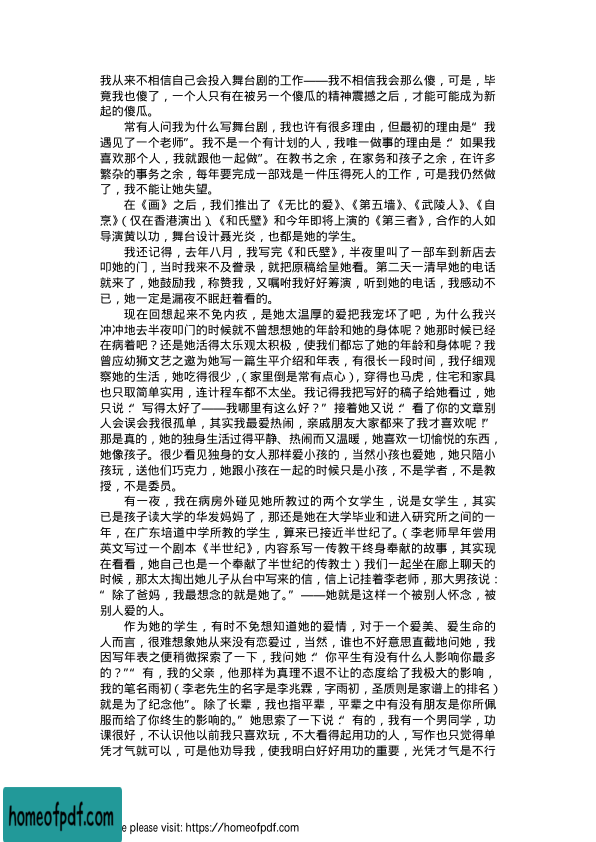 我从来不相信自己会投入舞台剧的工作——我不相信我会那么傻，可是，毕
竟我也傻了，一个人只有在被另一个傻瓜的精神震撼之后，才能可能成为新
起的傻瓜。
常有人问我为什么写舞台剧，我也许有很多理由，但最初的理由是“我
遇见了一个老师”。我不是一个有计划的人，我唯一做事的理由是：“如果我
喜欢那个人，我就跟他一起做”。在教书之余，在家务和孩子之余，在许多
繁杂的事务之余，每年要完成一部戏是一件压得死人的工作，可是我仍然做
了，我不能让她失望。
在《画》之后，我们推出了《无比的爱》、《第五墙》、《武陵人》、《自
烹》（仅在香港演出）、《和氏璧》和今年即将上演的《第三者》，合作的人如
导演黄以功，舞台设计聂光炎，也都是她的学生。
我还记得，去年八月，我写完《和氏璧》，半夜里叫了一部车到新店去
叩她的门，当时我来不及誊录，就把原稿给呈她看。第二天一清早她的电话
就来了，她鼓励我，称赞我，又嘱咐我好好筹演，听到她的电话，我感动不
已，她一定是漏夜不眠赶着看的。
现在回想起来不免内疚，是她太温厚的爱把我宠坏了吧，为什么我兴
冲冲地去半夜叩门的时候就不曾想想她的年龄和她的身体呢？她那时候已经
在病着吧？还是她活得太乐观太积极，使我们都忘了她的年龄和身体呢？我
曾应幼狮文艺之邀为她写一篇生平介绍和年表，有很长一段时间，我仔细观
察她的生活，她吃得很少，（家里倒是常有点心），穿得也马虎，住宅和家具
也只取简单实用，连计程车都不太坐。我记得我把写好的稿子给她看过，她
只说：“写得太好了——我哪里有这么好？”接着她又说：“看了你的文章别
人会误会我很孤单，其实我最爱热闹，亲戚朋友大家都来了我才喜欢呢！”
那是真的，她的独身生活过得平静、热闹而又温暖，她喜欢一切愉悦的东西，
她像孩子。很少看见独身的女人那样爱小孩的，当然小孩也爱她，她只陪小
孩玩，送他们巧克力，她跟小孩在一起的时候只是小孩，不是学者，不是教
授，不是委员。
有一夜，我在病房外碰见她所教过的两个女学生，说是女学生，其实
已是孩子读大学的华发妈妈了，那还是她在大学毕业和进入研究所之间的一
年，在广东培道中学所教的学生，算来已接近半世纪了。（李老师早年尝用
英文写过一个剧本《半世纪》，内容系写一传教干终身奉献的故事，其实现
在看看，她自己也是一个奉献了半世纪的传教士）我们一起坐在廊上聊天的
时候，那太太掏出她儿子从台中写来的信，信上记挂着李老师，那大男孩说：
“除了爸妈，我最想念的就是她了。”——她就是这样一个被别人怀念，被
别人爱的人。
作为她的学生，有时不免想知道她的爱情，对于一个爱美、爱生命的
人而言，很难想象她从来没有恋爱过，当然，谁也不好意思直截地问她，我
因写年表之便稍微探索了一下，我问她：“你平生有没有什么人影响你最多
的？”“有，我的父亲，他那样为真理不退不让的态度给了我极大的影响，
我的笔名雨初（李老先生的名字是李兆霖，字雨初，圣质则是家谱上的排名）
就是为了纪念他”。除了长辈，我也指平辈，平辈之中有没有朋友是你所佩
服而给了你终生的影响的。”她思索了一下说：“有的，我有一个男同学，功
课很好，不认识他以前我只喜欢玩，不大看得起用功的人，写作也只觉得单
凭才气就可以，可是他劝导我，使我明白好好用功的重要，光凭才气是不行
homeofpdf.com
e please visit: https://homeofpdf.com